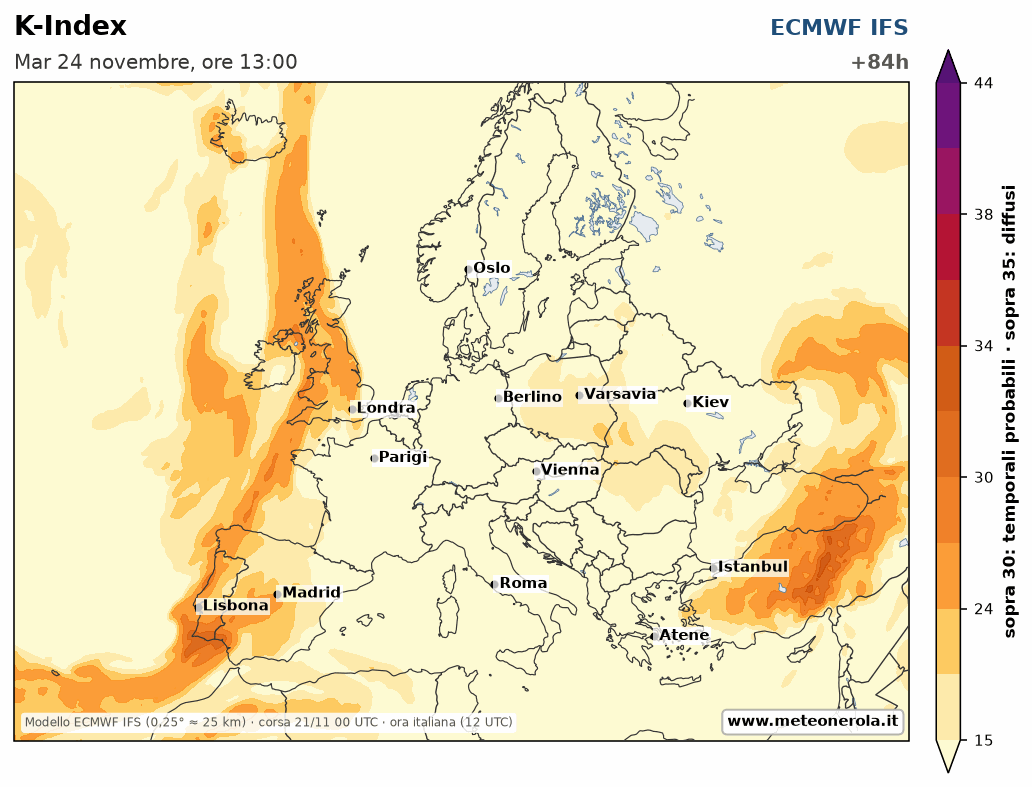 K-Index
ECMWF IFS
Mar 24 novembre, ore 13:00
+84h
Oslo
Londra
Berlino
Varsavia
Kiev
Parigi
Vienna
Istanbul
Roma
Madrid
Lisbona
Atene
Modello ECMWF IFS (0,25° ≈ 25 km) · corsa 21/11 00 UTC · ora italiana (12 UTC)
www.meteonerola.it
44
38
34
30
24
15
sopra 30: temporali probabili · sopra 35: diffusi